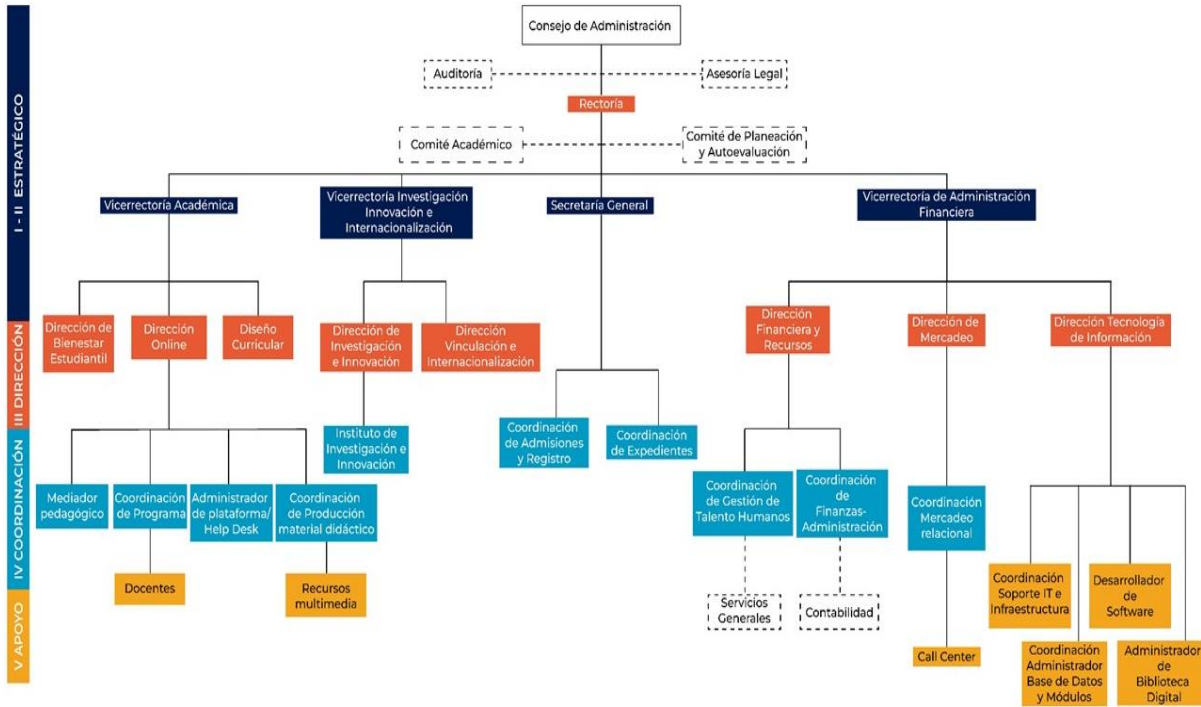 Consejo de Administración
Auditoría
Asesoría Legal
Rectoría
Comité Académico
Comité de Planeación
y Autoevaluación
I - II ESTRATÉGICO
Vicerrectoría Académica
Vicerrectoría Investigación
Innovación e
Internacionalización
Secretaría General
Vicerrectoría de Administración
Financiera
III DIRECCIÓN
Dirección de
Bienestar
Estudiantil
Dirección
Online
Diseño
Curricular
Dirección de
Investigación
e Innovación
Dirección
Vinculación e
Internacionalización
Dirección
Financiera y
Recursos
Dirección de
Mercadeo
Dirección Tecnología
de Información
IV COORDINACIÓN
Instituto de
Investigación e
Innovación
Coordinación
de Admisiones
y Registro
Coordinación
de Expedientes
Mediador
pedagógico
Coordinación
de Programa
Administrador
de plataforma/
Help Desk
Coordinación
de Producción
material didáctico
Coordinación
de Gestión de
Talento Humanos
Coordinación
de
Finanzas-
Administración
Coordinación
Mercadeo
relacional
V APOYO
Docentes
Recursos
multimedia
Servicios
Generales
Contabilidad
Call Center
Coordinación
Soporte IT e
Infraestructura
Desarrollador
de
Software
Coordinación
Administrador
Base de Datos
y Módulos
Administrador
de
Biblioteca
Digital